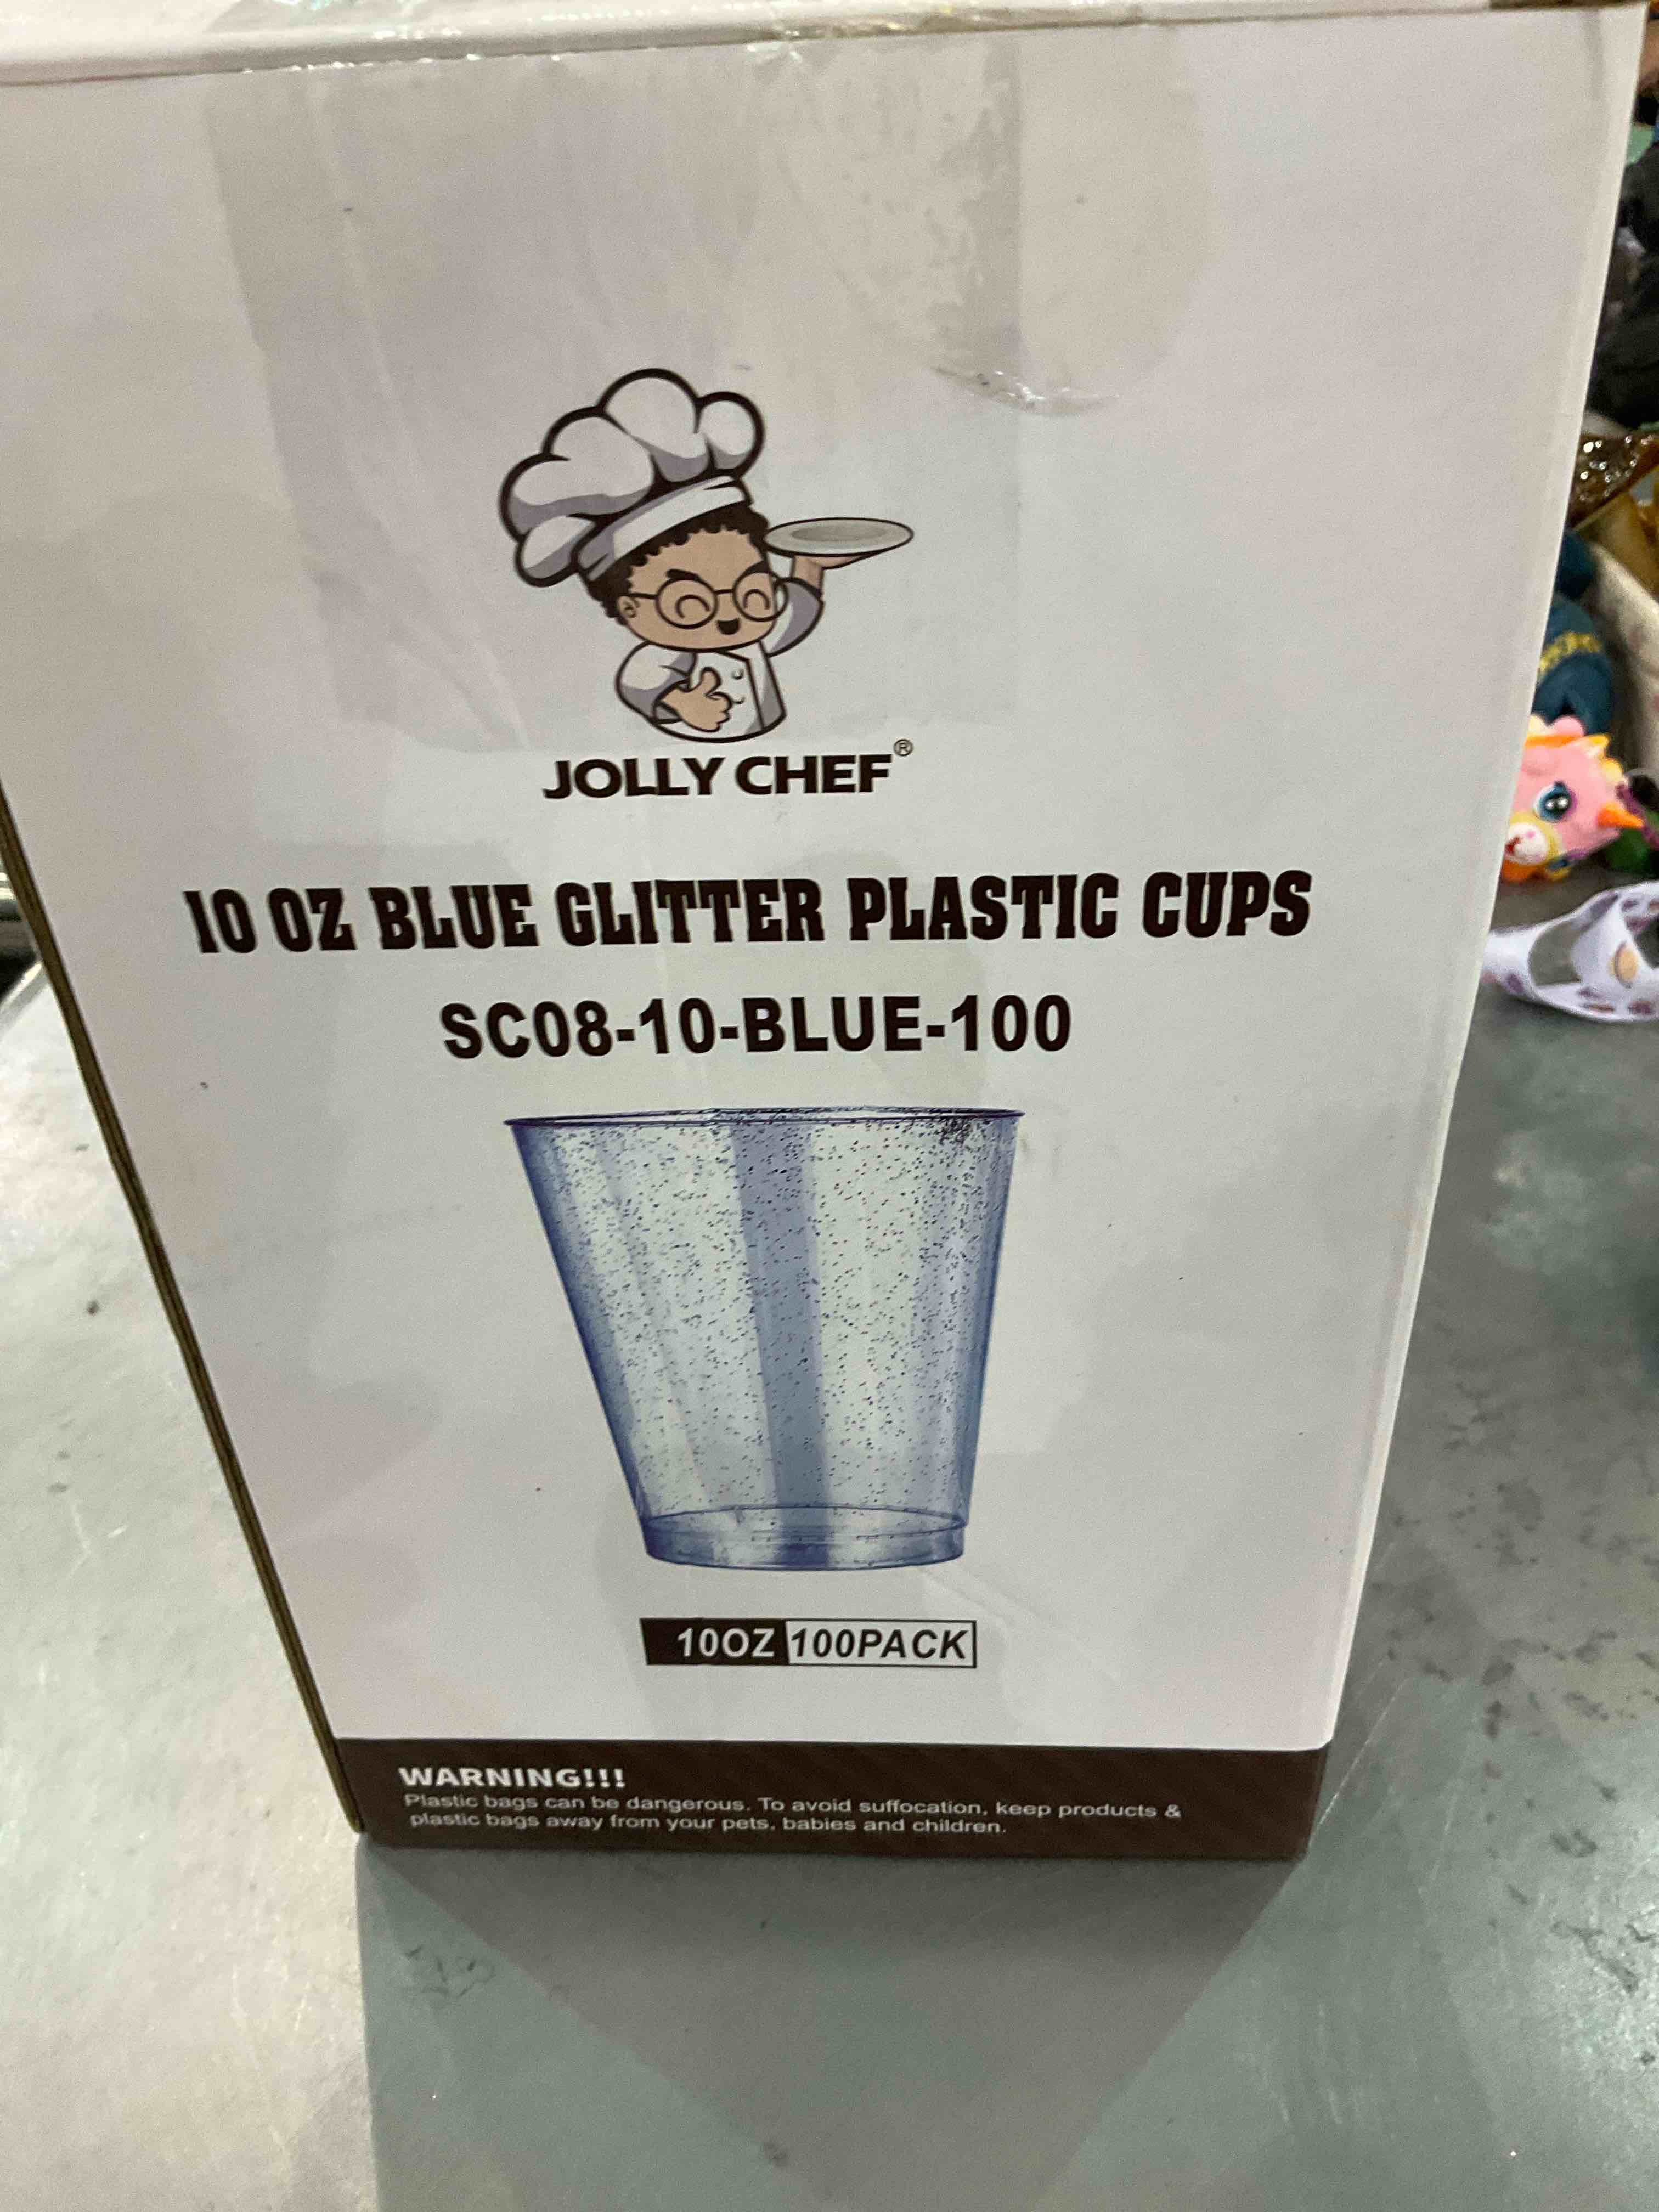 JOLLY CHEF®
10 OZ BLUE GLITTER PLASTIC CUPS
SC08-10-BLUE-100
10OZ 100PACK
WARNING!!!
Plastic bags can be dangerous. To avoid suffocation, keep products &
plastic bags away from your pets, babies and children.